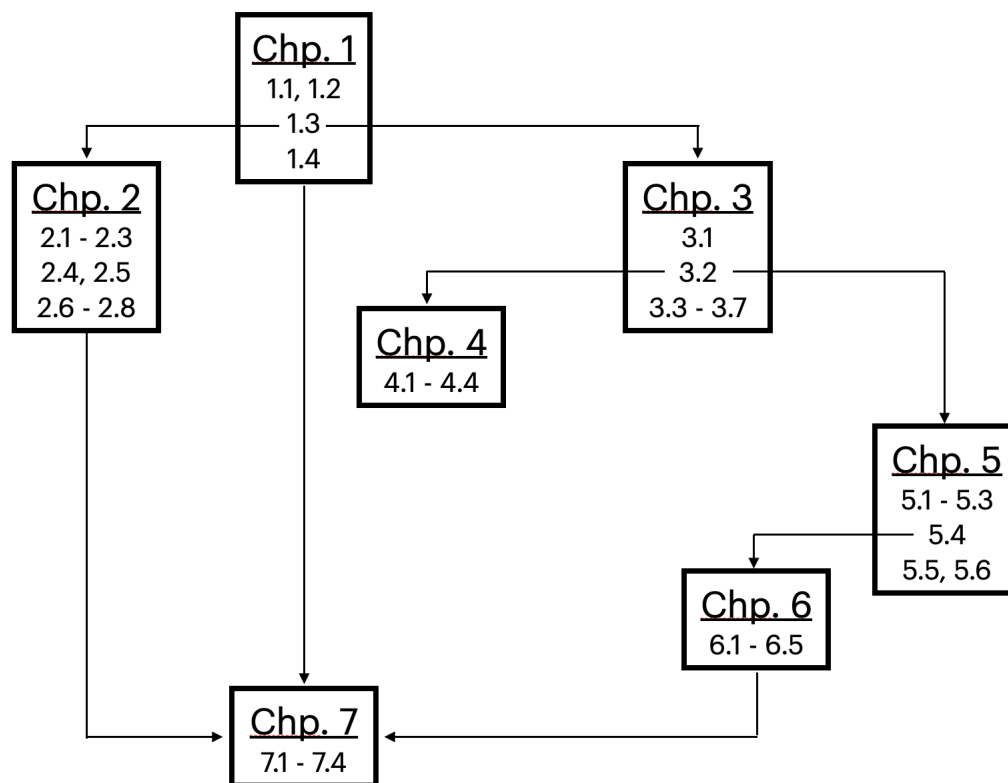 Chp. 1
1.1, 1.2
1.3
1.4
Chp. 2
2.1 - 2.3
2.4, 2.5
2.6 - 2.8
Chp. 3
3.1
3.2
3.3 - 3.7
Chp. 4
4.1 - 4.4
Chp. 5
5.1 - 5.3
5.4
5.5, 5.6
Chp. 6
6.1 - 6.5
Chp. 7
7.1 - 7.4